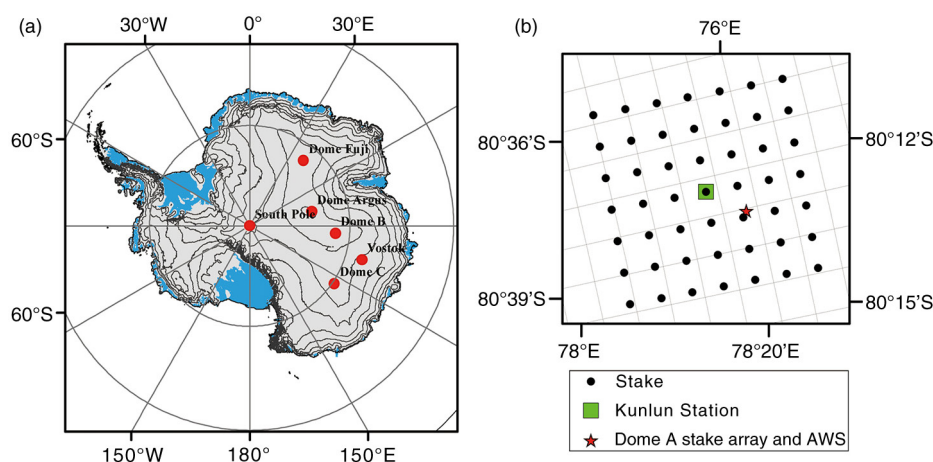 (a)
30°W
0°
30°E
60°S
Dome Fuji
Dome Argus
South Pole
Dome B
Vostok
Dome C
60°S
150°W
180°
150°E
(b)
76°E
80°36'S
80°12'S
80°39'S
80°15'S
78°E
78°20'E
Stake
Kunlun Station
Dome A stake array and AWS